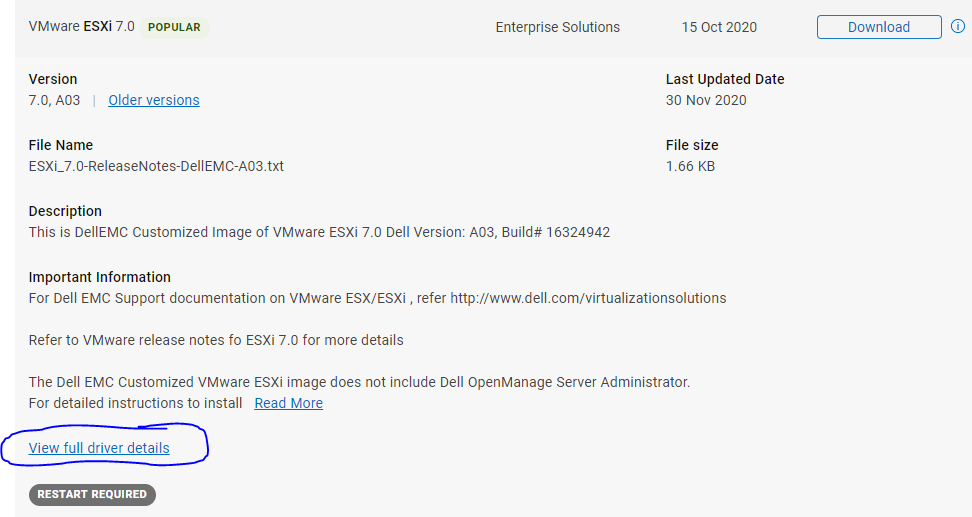 VMware ESXi 7.0 POPULAR Enterprise Solutions 15 Oct 2020 Download
Version Last Updated Date
7.0, A03 | Older versions 30 Nov 2020
File Name File size
ESXi_7.0-ReleaseNotes-DellEMC-A03.txt 1.66 KB
Description
This is DellEMC Customized Image of VMware ESXi 7.0 Dell Version: A03, Build# 16324942
Important Information
For Dell EMC Support documentation on VMware ESX/ESXi , refer http://www.dell.com/virtualizationsolutions
Refer to VMware release notes fo ESXi 7.0 for more details
The Dell EMC Customized VMware ESXi image does not include Dell OpenManage Server Administrator.
For detailed instructions to install Read More
View full driver details
RESTART REQUIRED